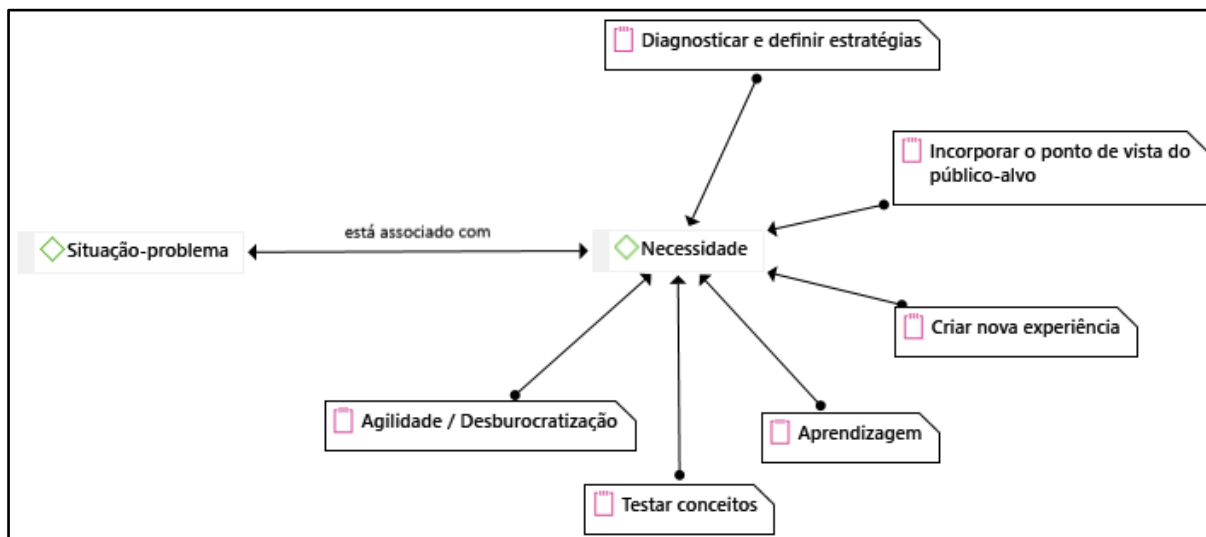 Diagnosticar e definir estratégias
Incorporar o ponto de vista do
público-alvo
está associado com
Situação-problema
Necessidade
Criar nova experiência
Agilidade / Desburocratização
Aprendizagem
Testar conceitos